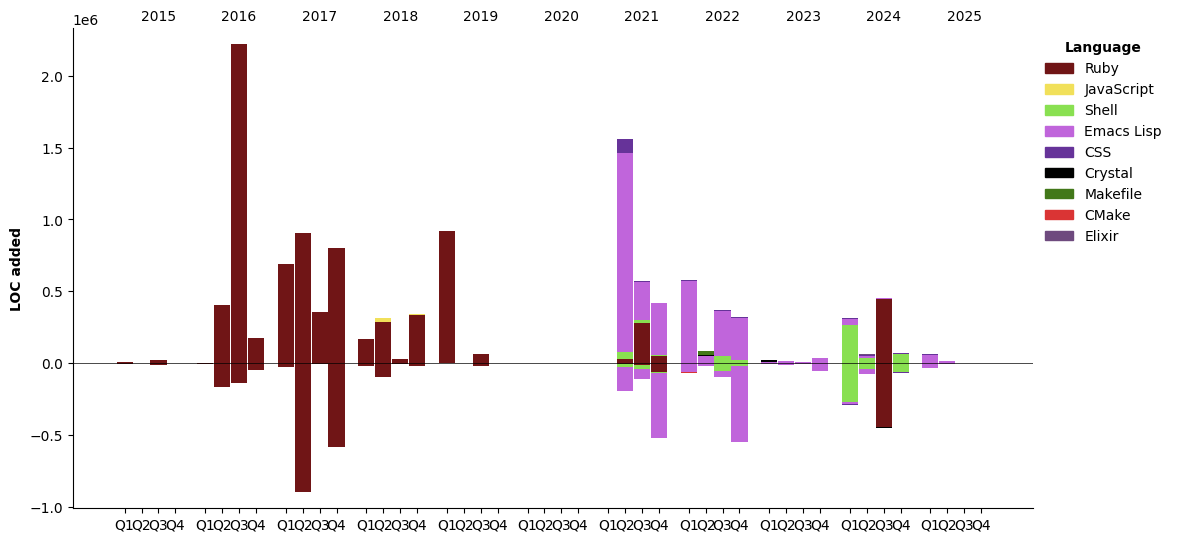 1e6
2015 2016 2017 2018 2019 2020 2021 2022 2023 2024 2025
LOC added
2.0
1.5
1.0
0.5
0.0
−0.5
−1.0
Q1Q2Q3Q4 Q1Q2Q3Q4 Q1Q2Q3Q4 Q1Q2Q3Q4 Q1Q2Q3Q4 Q1Q2Q3Q4 Q1Q2Q3Q4 Q1Q2Q3Q4 Q1Q2Q3Q4 Q1Q2Q3Q4 Q1Q2Q3Q4
Language
Ruby
JavaScript
Shell
Emacs Lisp
CSS
Crystal
Makefile
CMake
Elixir